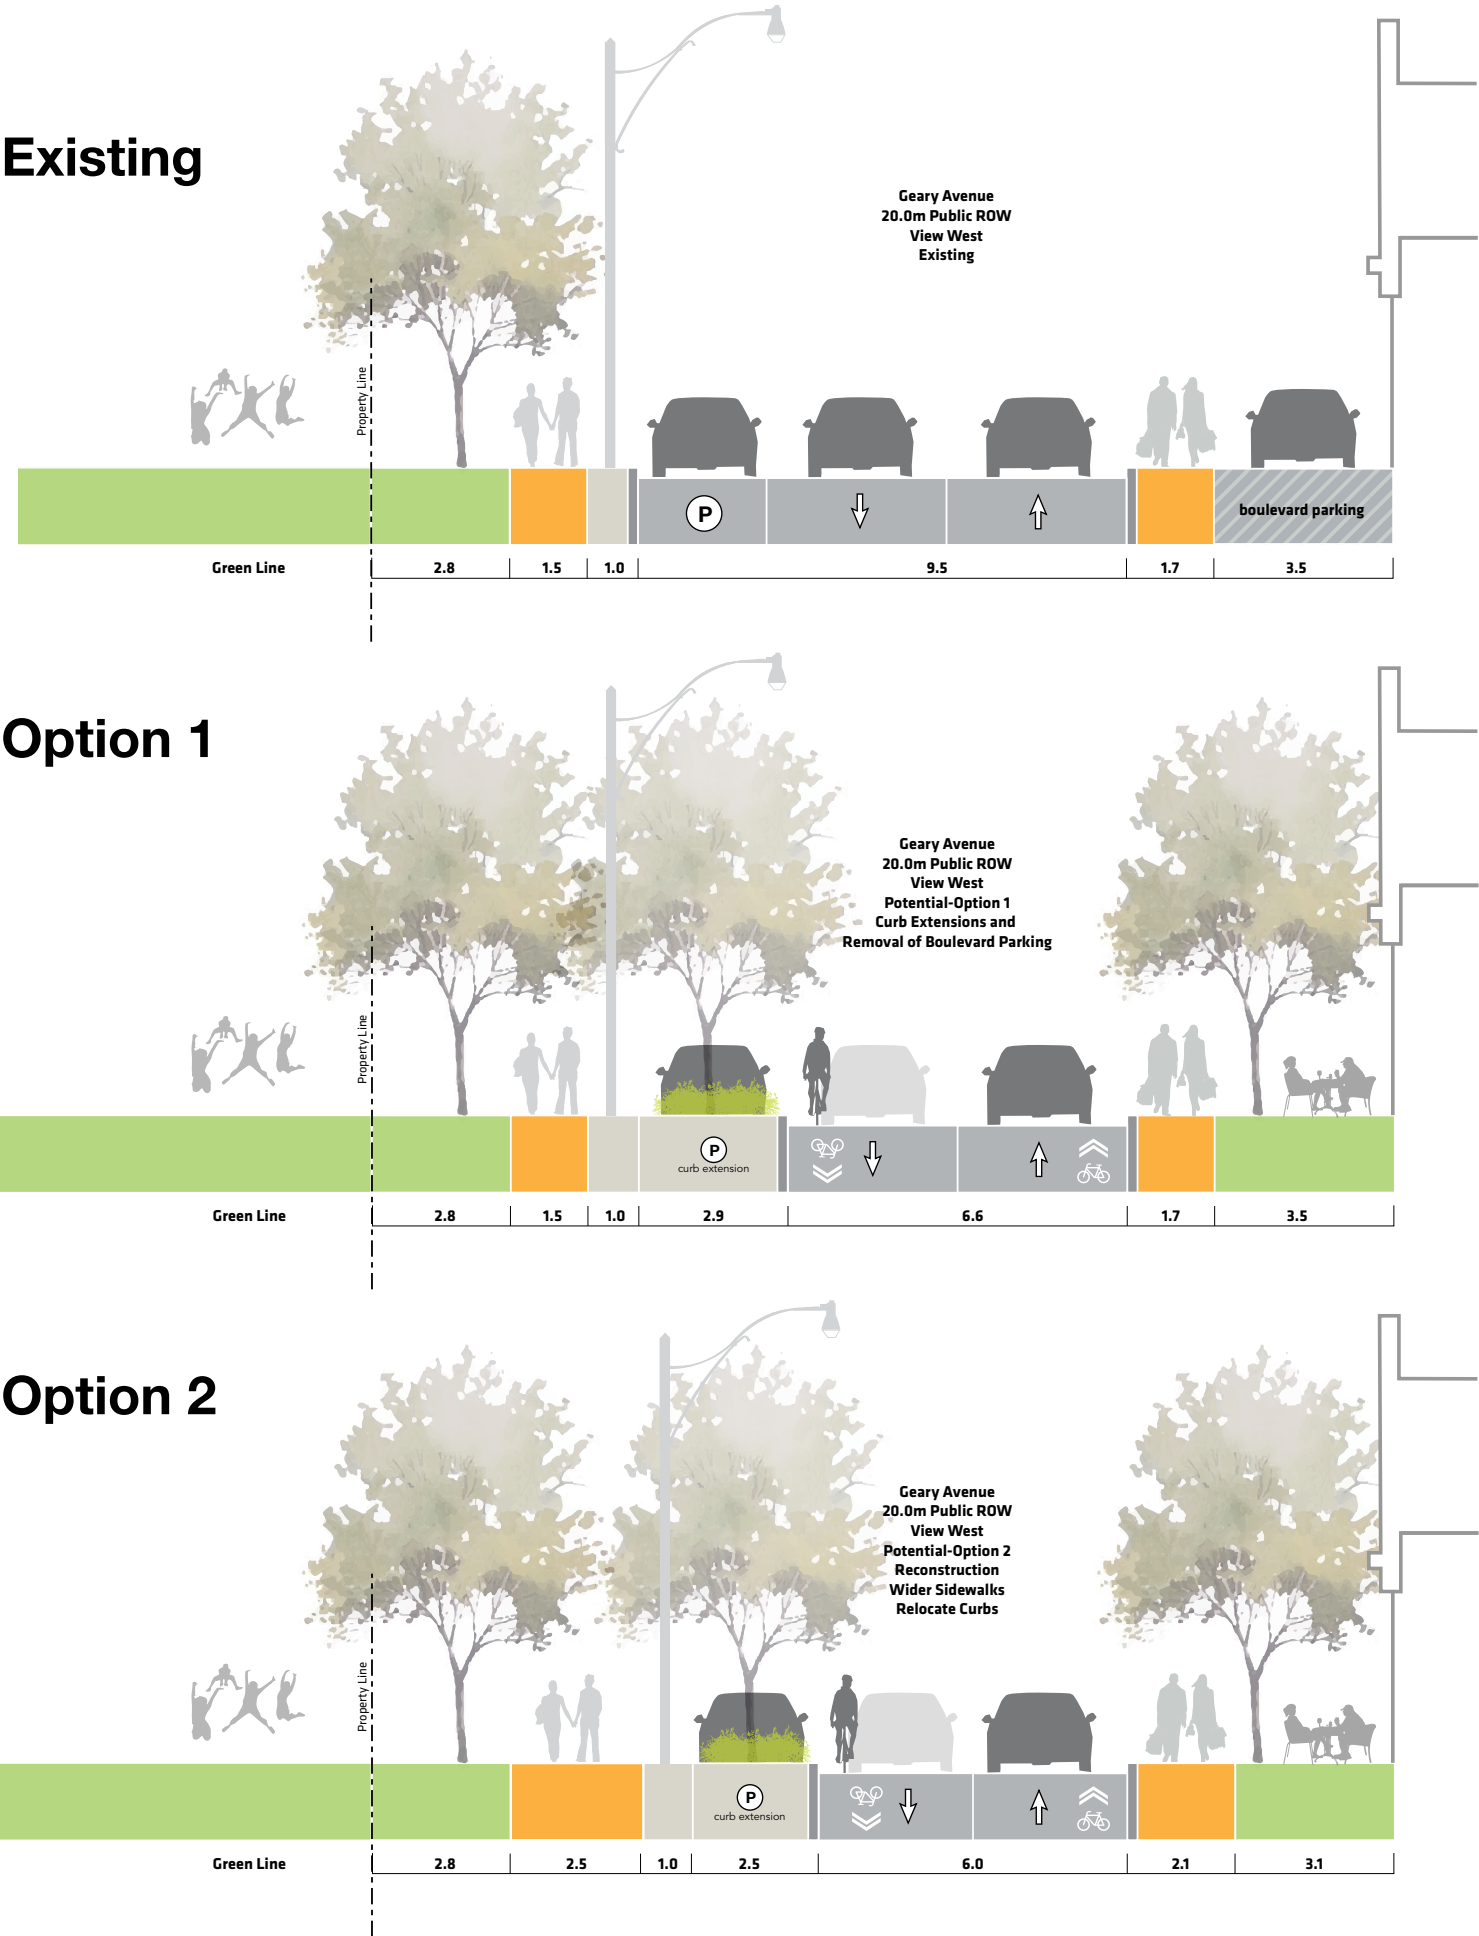 Existing
Geary Avenue
20.0m Public ROW
View West
Existing
Property Line
P
boulevard parking
Green Line
2.8
1.5
1.0
9.5
1.7
3.5
Option 1
Geary Avenue
20.0m Public ROW
View West
Potential-Option 1
Curb Extensions and
Removal of Boulevard Parking
Property Line
P
curb extension
Green Line
2.8
1.5
1.0
2.9
6.6
1.7
3.5
Option 2
Geary Avenue
20.0m Public ROW
View West
Potential-Option 2
Reconstruction
Wider Sidewalks
Relocate Curbs
Property Line
P
curb extension
Green Line
2.8
2.5
1.0
2.5
6.0
2.1
3.1